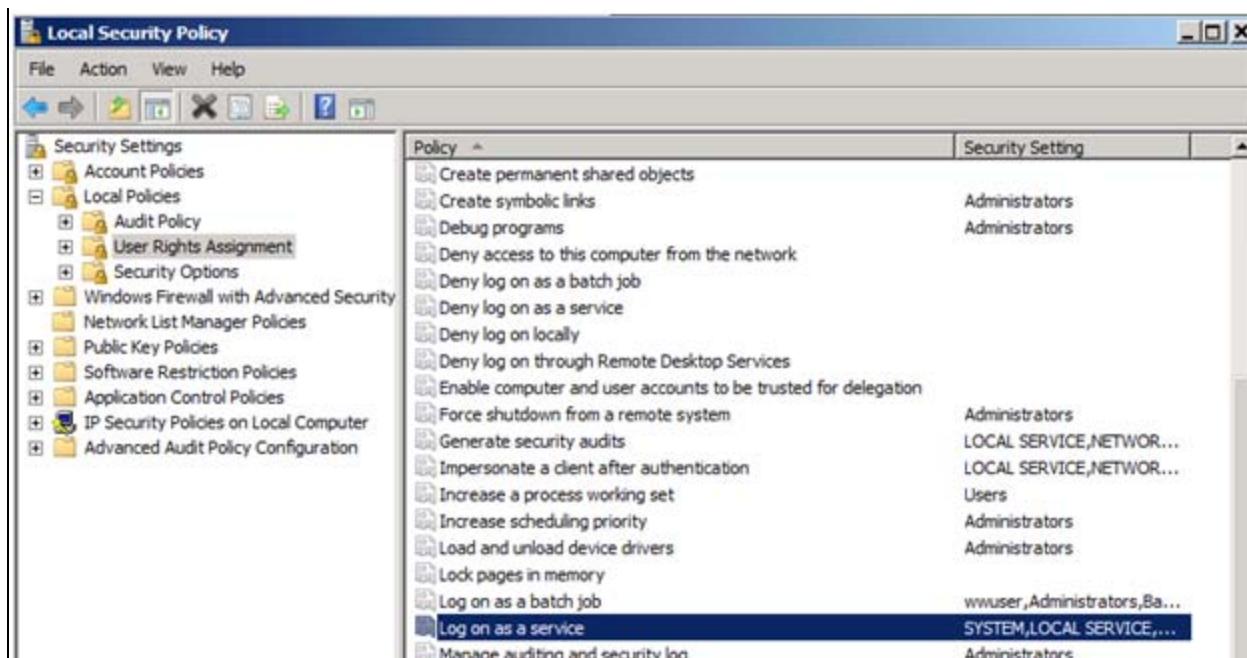 Local Security Policy
File Action View Help
Security Settings
Account Policies
Local Policies
Audit Policy
User Rights Assignment
Security Options
Windows Firewall with Advanced Security
Network List Manager Policies
Public Key Policies
Software Restriction Policies
Application Control Policies
IP Security Policies on Local Computer
Advanced Audit Policy Configuration
Policy Security Setting
Create permanent shared objects
Create symbolic links Administrators
Debug programs Administrators
Deny access to this computer from the network
Deny log on as a batch job
Deny log on as a service
Deny log on locally
Deny log on through Remote Desktop Services
Enable computer and user accounts to be trusted for delegation
Force shutdown from a remote system Administrators
Generate security audits LOCAL SERVICE,NETWOR...
Impersonate a client after authentication LOCAL SERVICE,NETWOR...
Increase a process working set Users
Increase scheduling priority Administrators
Load and unload device drivers Administrators
Lock pages in memory
Log on as a batch job wwuser,Administrators,Ba...
Log on as a service SYSTEM,LOCAL SERVICE,...
Manage auditing and security log Administrators